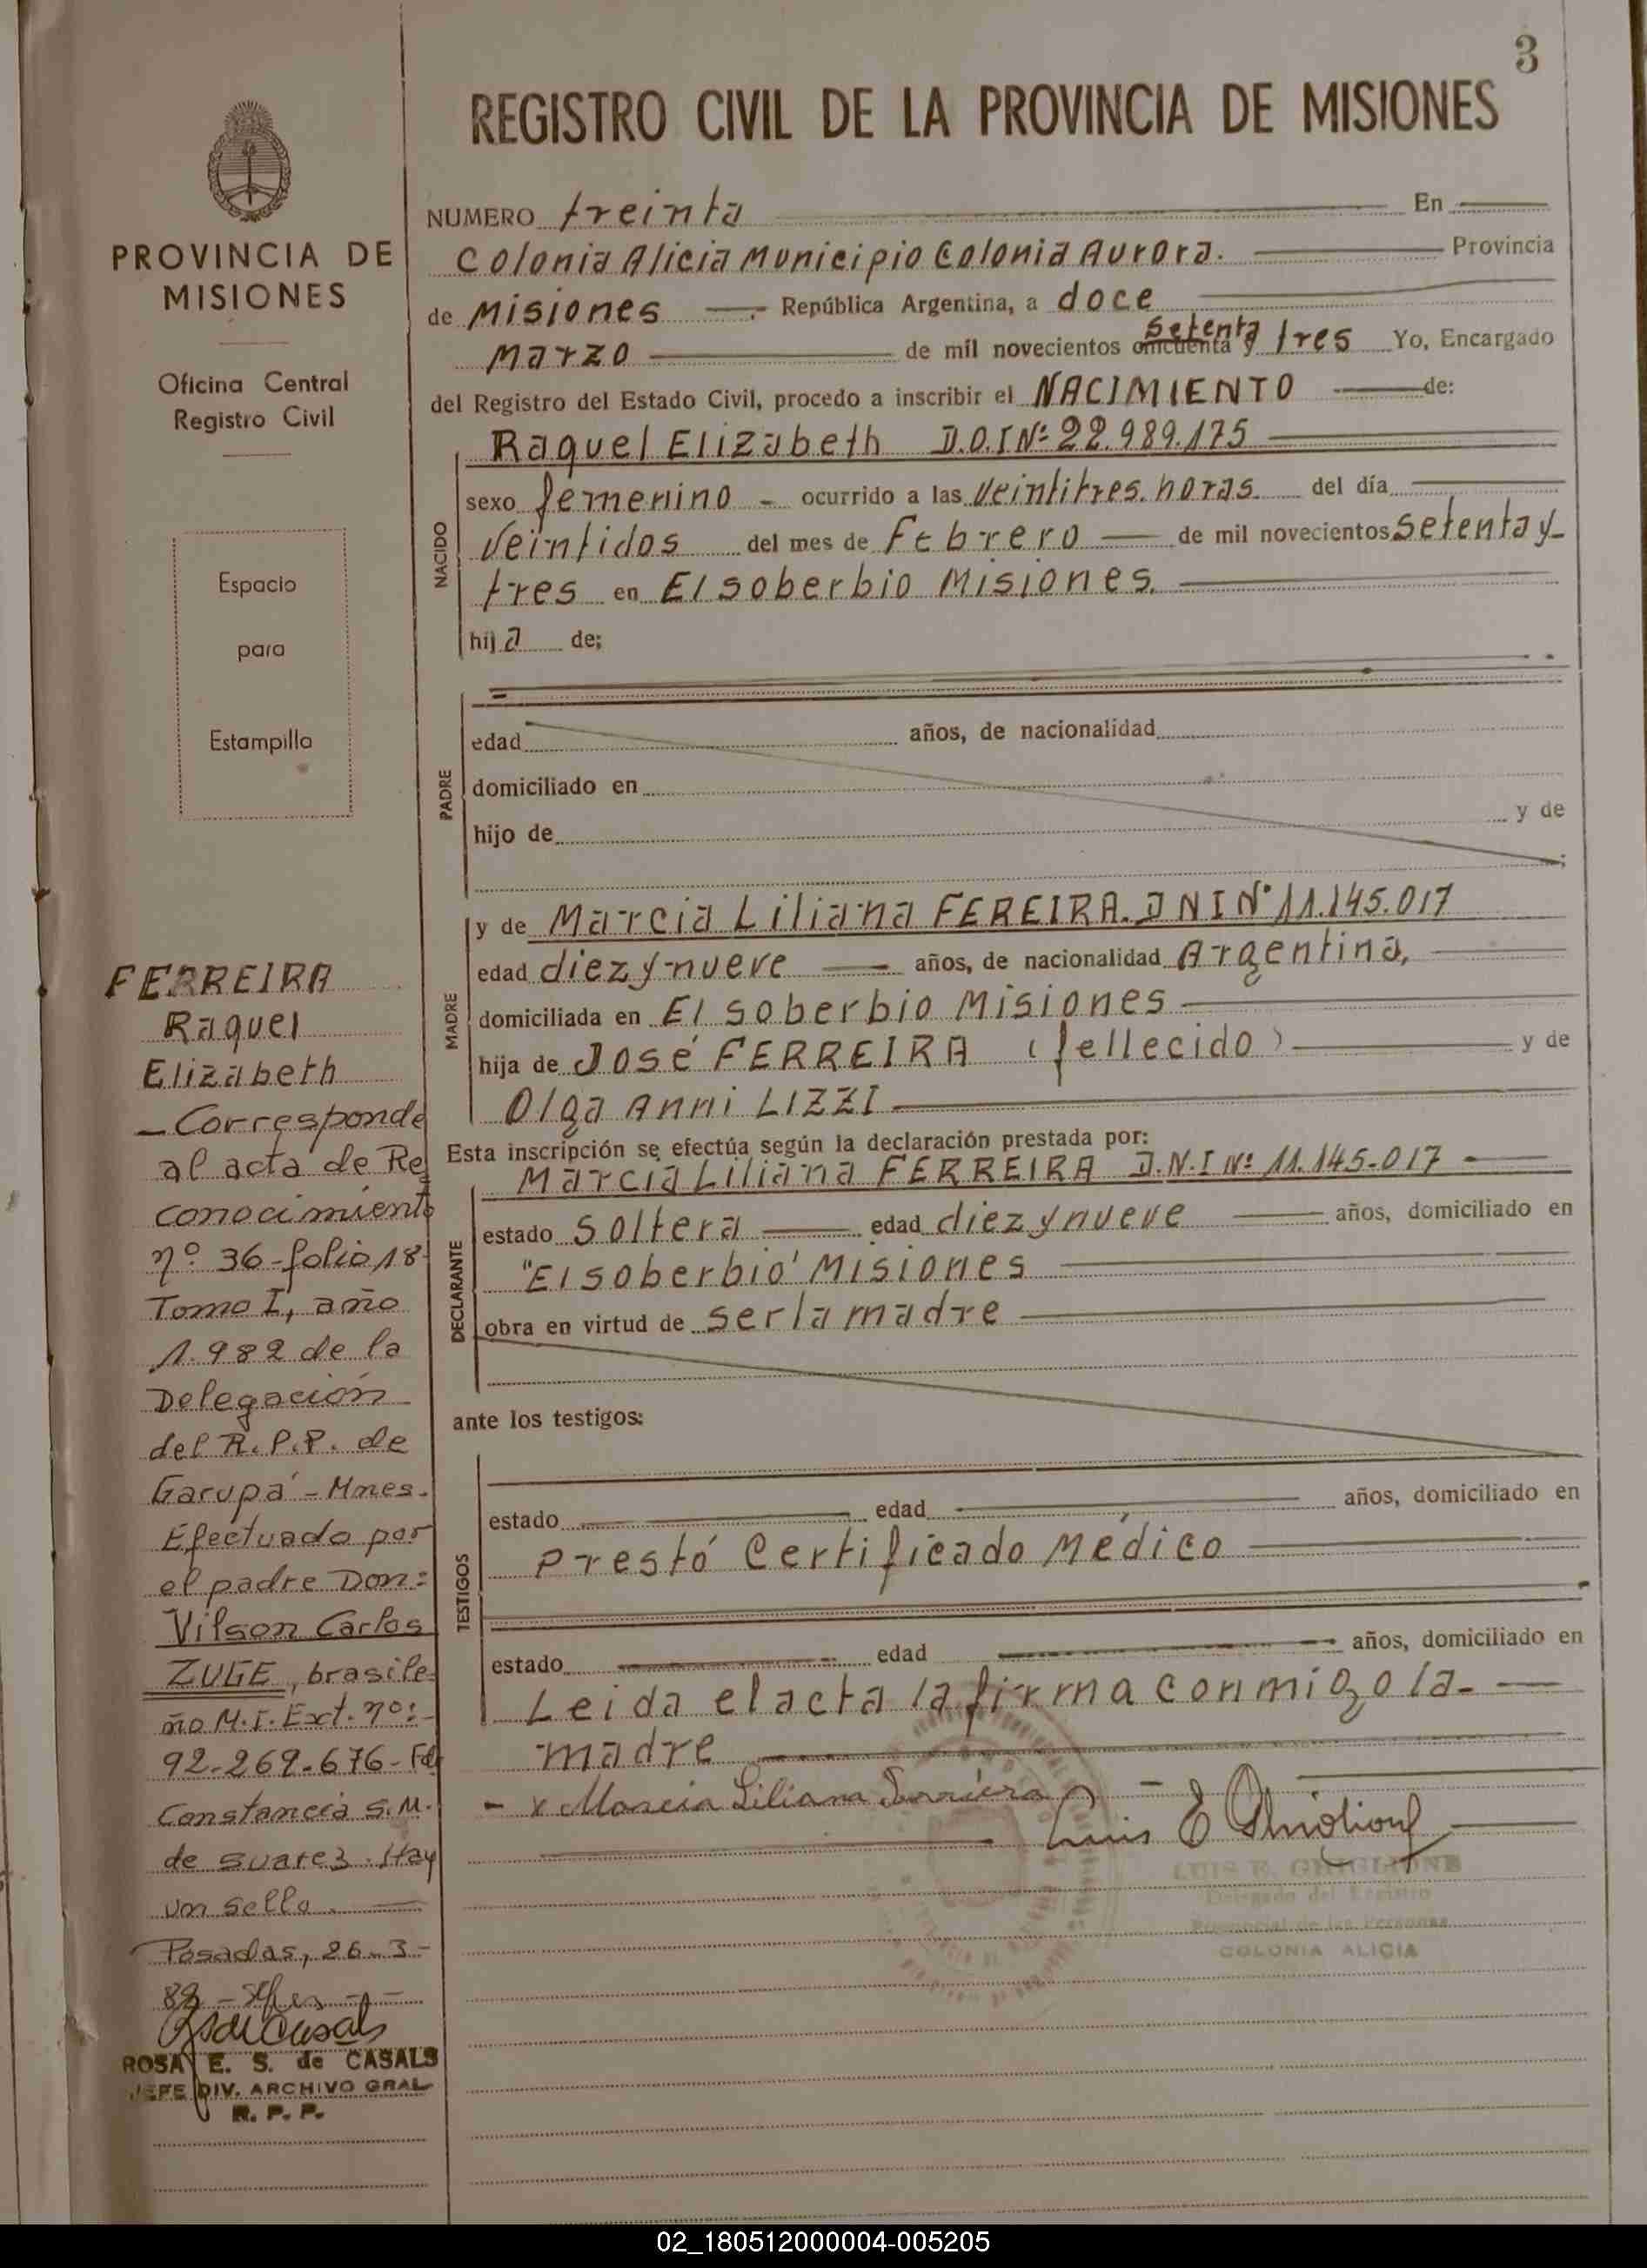 3
REGISTRO CIVIL DE LA PROVINCIA DE MISIONES
PROVINCIA DE
MISIONES
Oficina Central
Registro Civil
Espacio
para
Estampilla
NUMERO treinta En
Colonia Alicia Municipio Colonia Aurora. Provincia
de Misiones República Argentina, a doce
Marzo de mil novecientos cincuenta setenta y tres Yo, Encargado
del Registro del Estado Civil, procedo a inscribir el NACIMIENTO de:
NACIDO
Raquel Elizabeth D.O.I Nº 22.989.175
sexo femenino - ocurrido a las veintitres. horas del día
veintidos del mes de Febrero de mil novecientos setenta y
tres en El soberbio Misiones.
hija de;
PADRE
edad años, de nacionalidad
domiciliado en
hijo de y de
;
MADRE
y de Marcia Liliana FEREIRA. D N I Nº 11.145.017
edad diez y nueve años, de nacionalidad Argentina,
domiciliada en El soberbio Misiones
hija de José FERREIRA (fellecido) y de
Olga Anni LIZZI
Esta inscripción se efectúa según la declaración prestada por:
DECLARANTE
Marcia Liliana FERREIRA D.N.I Nº 11.145.017
estado Soltera edad diez y nueve años, domiciliado en
"El soberbio" Misiones
obra en virtud de ser la madre
ante los testigos:
TESTIGOS
estado edad años, domiciliado en
Prestó Certificado Médico
estado edad años, domiciliado en
Leida el acta la firma conmigo la
madre
x Marcia Liliana Ferreira
Luis E Ghiglione
LUIS E. GHIGLIONE
Delegado del Registro
Provincial de las Personas
COLONIA ALICIA
FERREIRA
Raquel
Elizabeth
- Corresponde
al acta de Re
conocimiento
nº 36-folio 18-
Tomo I, año
1.982 de la
Delegación
del R.P.P. de
Garupá - Mnes.
Efectuado por
el padre Don:
Vilson Carlos
ZUGE, brasile-
ño M.I. Ext. nº:-
92-269.676- Fdo
Constancia S.M.
de Suarez. Hay
un sello.
Posadas, 26-3-
82
ROSA E. S. de CASALS
JEFE DIV. ARCHIVO GRAL
R. P. P.
02_180512000004-005205